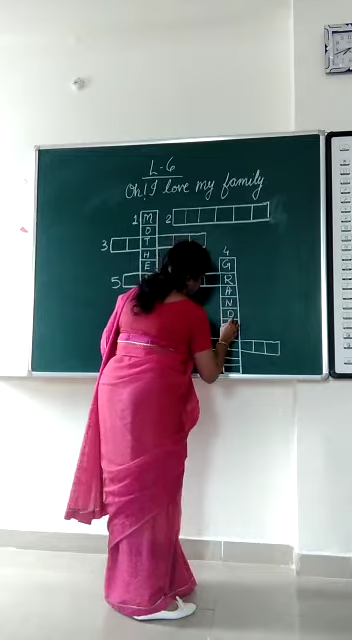 L-6
Oh! I love my family
1 M 2
O
3 T
H 4
E G
5 R
A
N
D